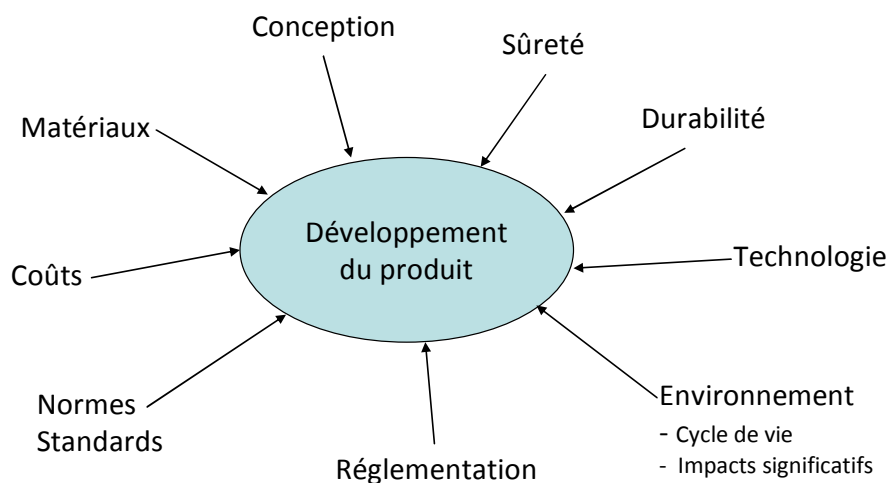 Conception
Sûreté
Matériaux
Durabilité
Développement
du produit
Coûts
Technologie
Normes
Standards
Environnement
- Cycle de vie
- Impacts significatifs
Réglementation